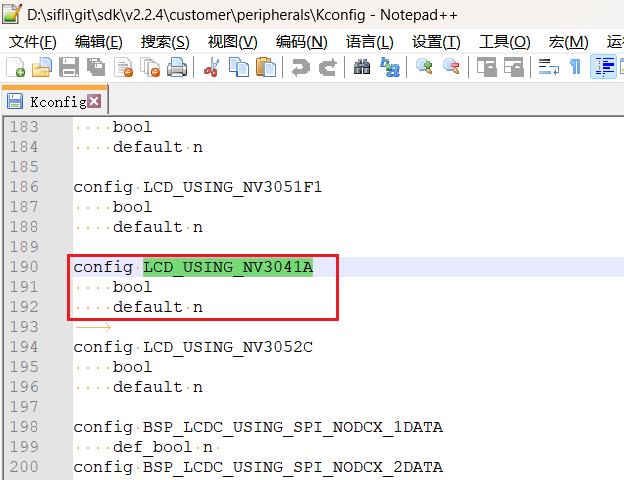 D:\sifli\git\sdk\v2.2.4\customer\peripherals\Kconfig - Notepad++
文件(F) 编辑(E) 搜索(S) 视图(V) 编码(N) 语言(L) 设置(T) 工具(O) 宏(M) 运
Kconfig
183 bool
184 default n
185
186 config LCD_USING_NV3051F1
187 bool
188 default n
189
190 config LCD_USING_NV3041A
191 bool
192 default n
193
194 config LCD_USING_NV3052C
195 bool
196 default n
197
198 config BSP_LCDC_USING_SPI_NODCX_1DATA
199 def_bool n
200 config BSP_LCDC_USING_SPI_NODCX_2DATA